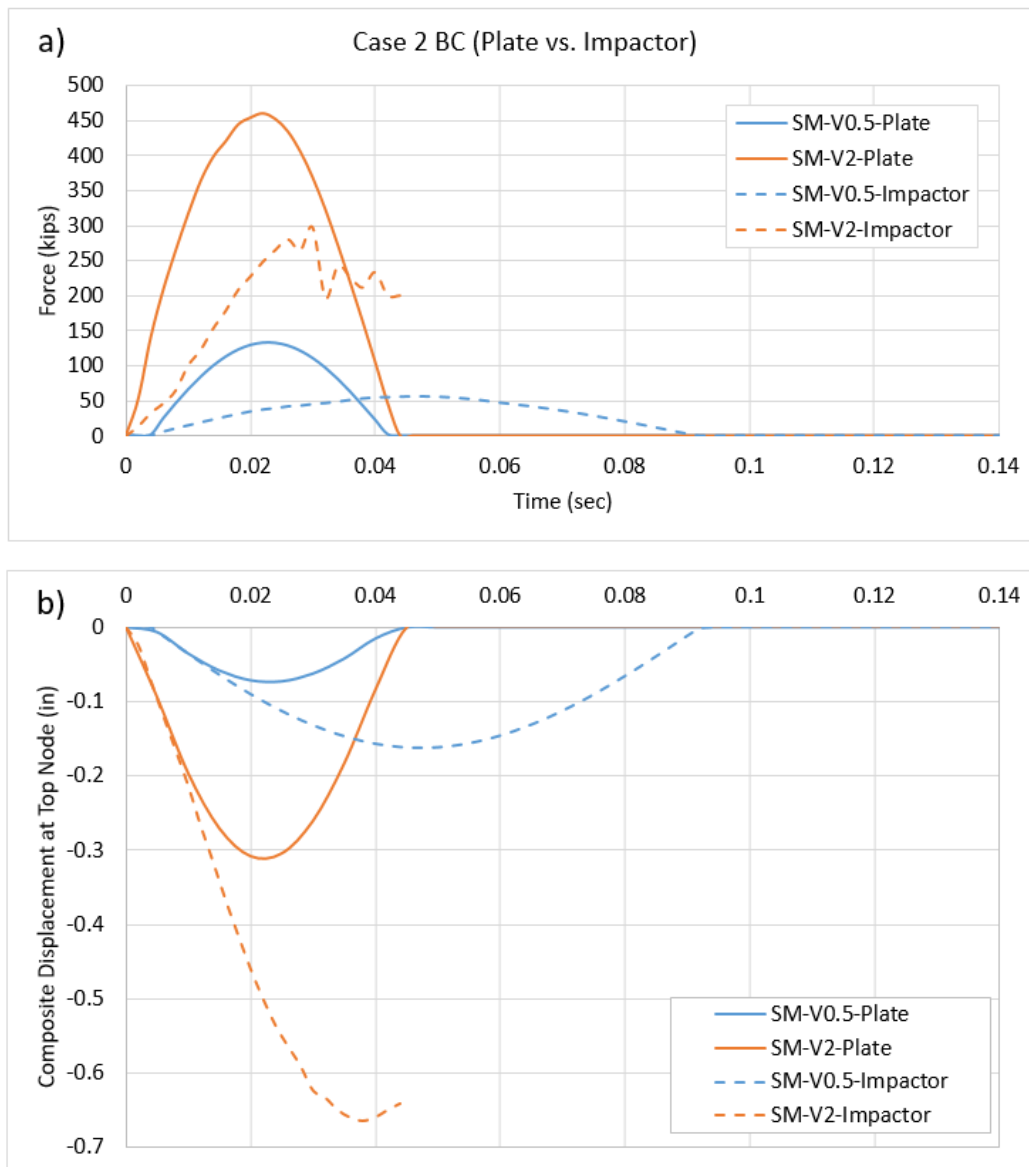 a)
Case 2 BC (Plate vs. Impactor)
500
450
400
350
300
250
200
150
100
50
0
Force (kips)
SM-V0.5-Plate
SM-V2-Plate
SM-V0.5-Impactor
SM-V2-Impactor
0 0.02 0.04 0.06 0.08 0.1 0.12 0.14
Time (sec)
b)
0 0.02 0.04 0.06 0.08 0.1 0.12 0.14
0
-0.1
-0.2
-0.3
-0.4
-0.5
-0.6
-0.7
Composite Displacement at Top Node (in)
SM-V0.5-Plate
SM-V2-Plate
SM-V0.5-Impactor
SM-V2-Impactor